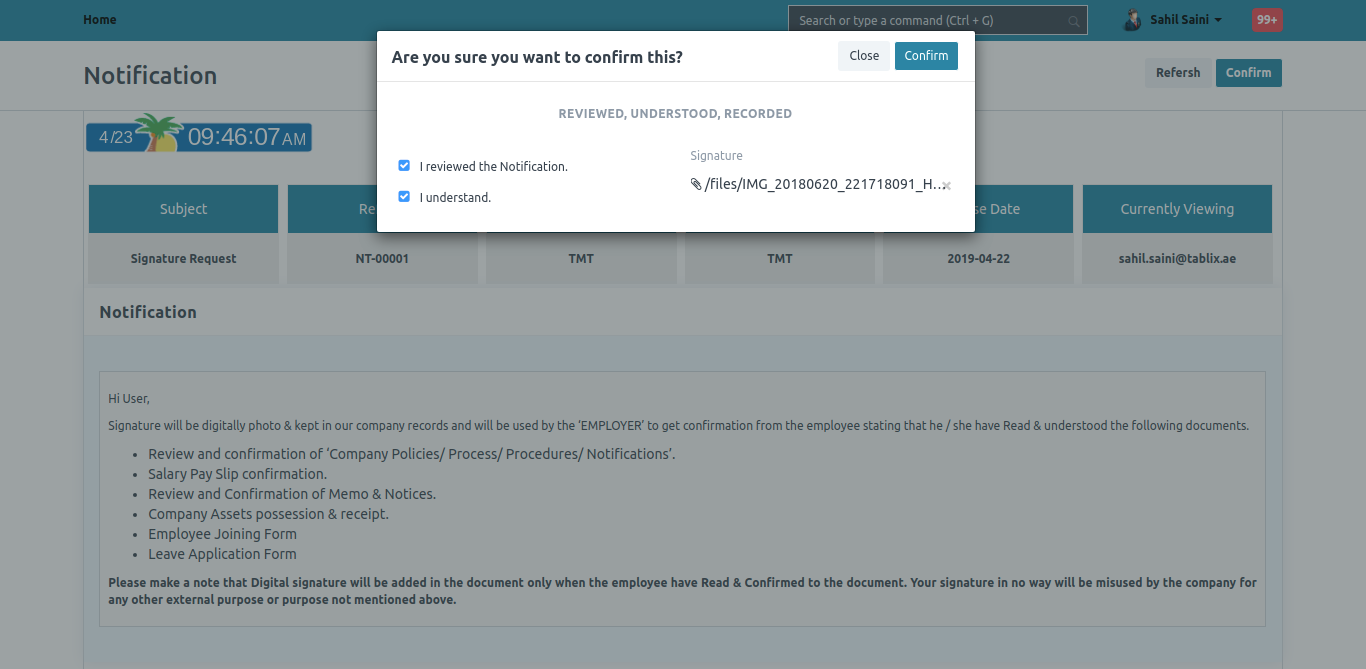 Home
Search or type a command (Ctrl + G)
Sahil Saini
99+
Are you sure you want to confirm this?
Close
Confirm
Notification
Refersh
Confirm
REVIEWED, UNDERSTOOD, RECORDED
4/23
09:46:07 AM
Signature
I reviewed the Notification.
/files/IMG_20180620_221718091_H...
I understand.
Subject
Re
se Date
Currently Viewing
Signature Request
NT-00001
TMT
TMT
2019-04-22
sahil.saini@tablix.ae
Notification
Hi User,
Signature will be digitally photo & kept in our company records and will be used by the ‘EMPLOYER’ to get confirmation from the employee stating that he / she have Read & understood the following documents.
• Review and confirmation of ‘Company Policies/ Process/ Procedures/ Notifications’.
• Salary Pay Slip confirmation.
• Review and Confirmation of Memo & Notices.
• Company Assets possession & receipt.
• Employee Joining Form
• Leave Application Form
Please make a note that Digital signature will be added in the document only when the employee have Read & Confirmed to the document. Your signature in no way will be misused by the company for
any other external purpose or purpose not mentioned above.